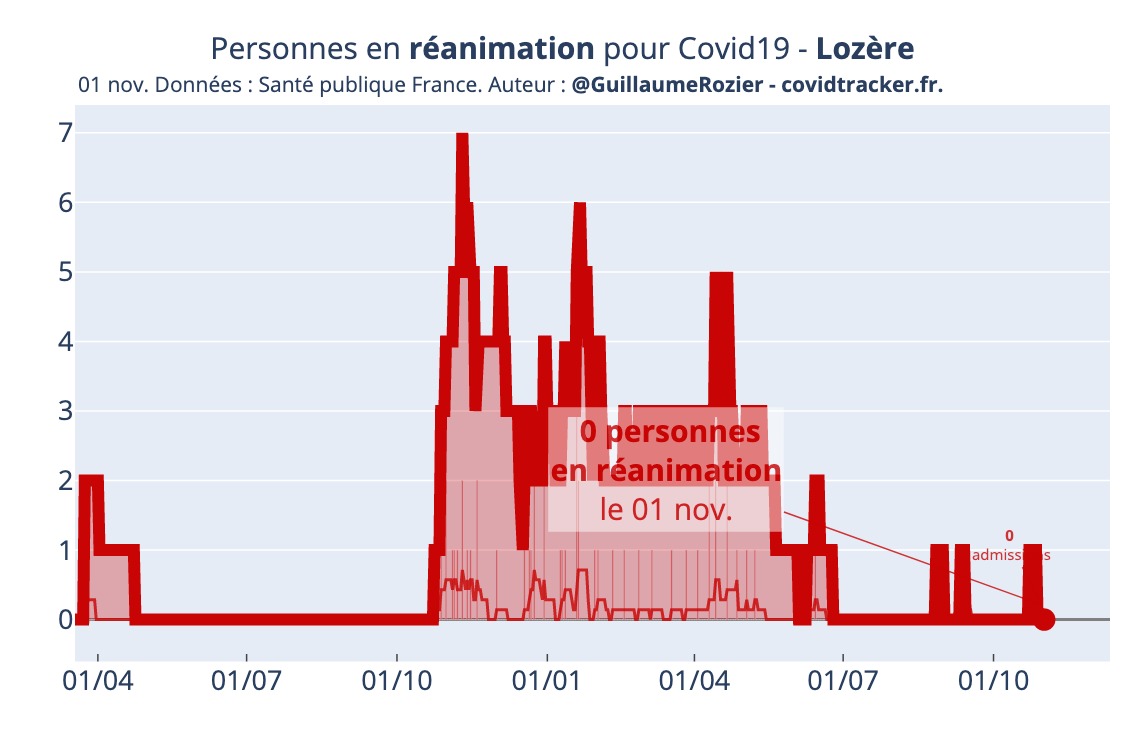 Personnes en réanimation pour Covid19 - Lozère
01 nov. Données : Santé publique France. Auteur : @GuillaumeRozier - covidtracker.fr.
7
6
5
4
3
2
1
0
0 personnes
en réanimation
le 01 nov.
0
admissions
01/04
01/07
01/10
01/01
01/04
01/07
01/10